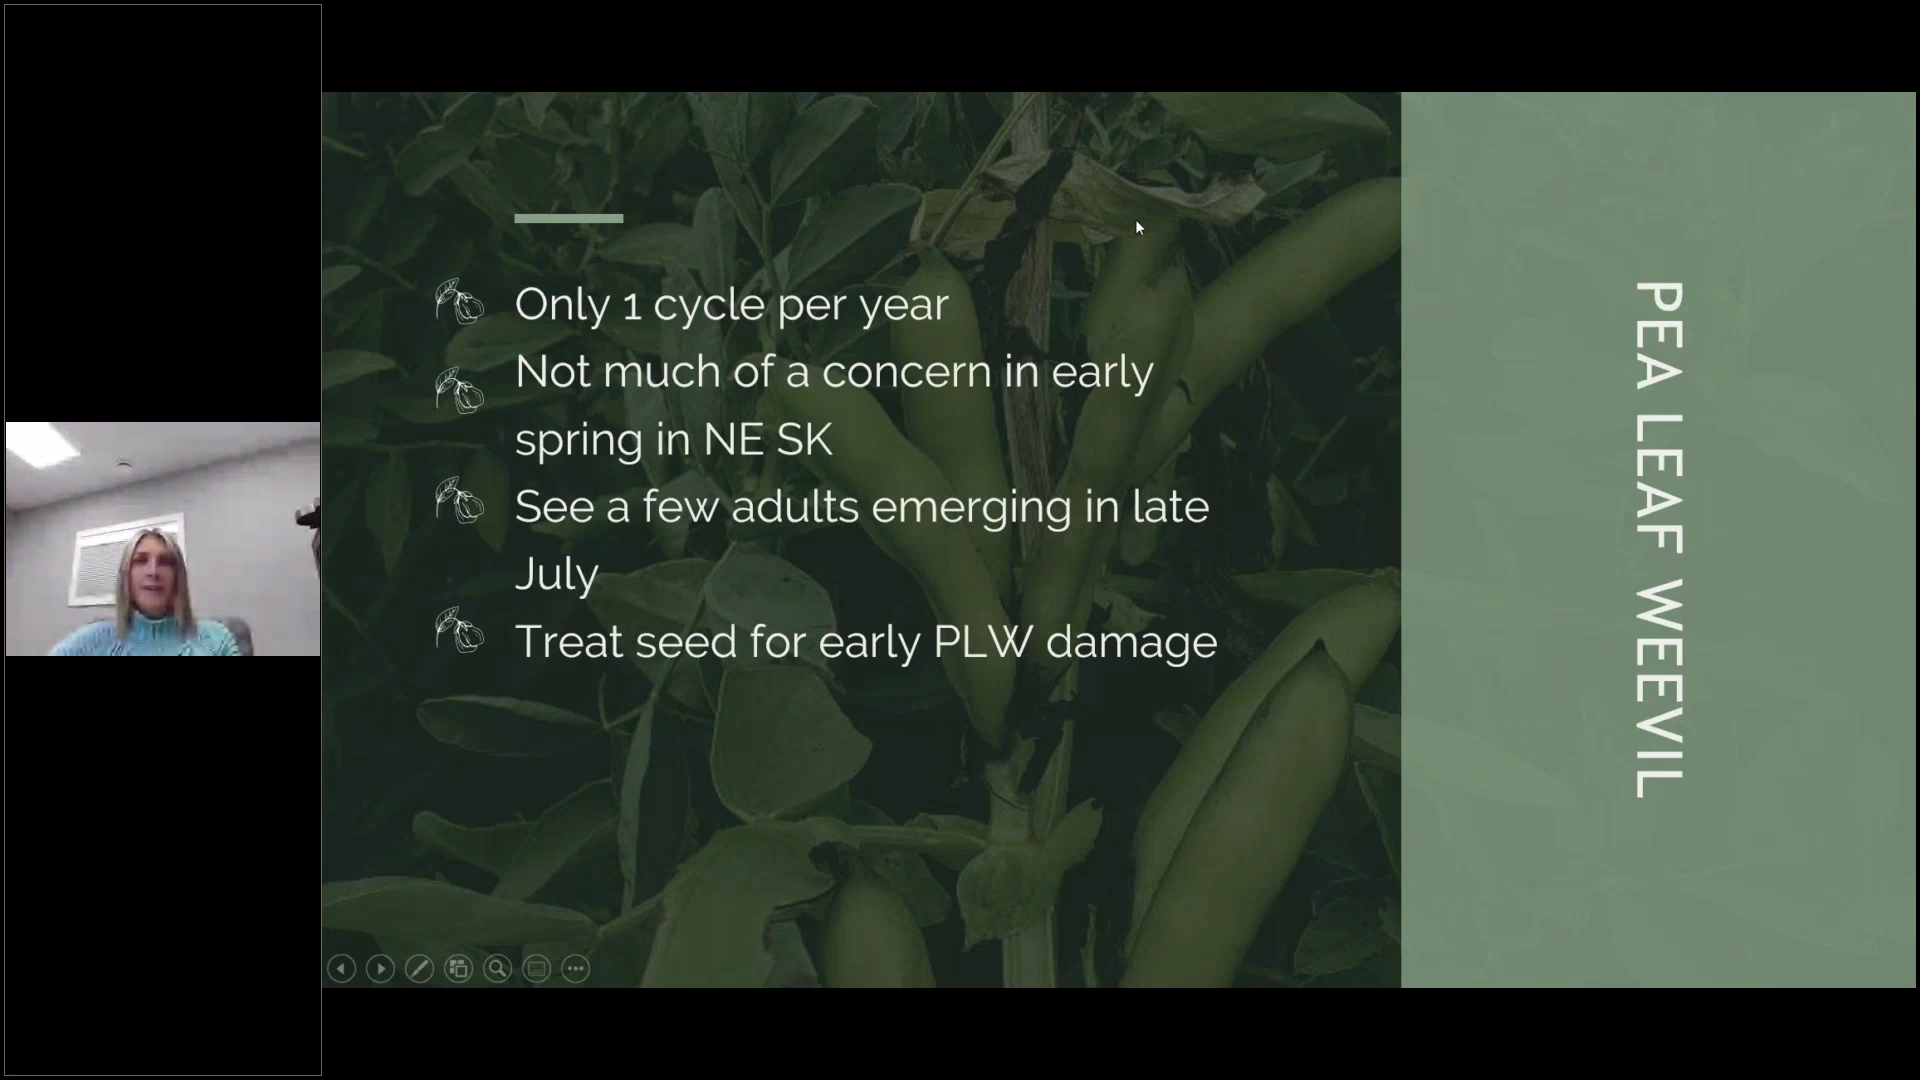 Only 1 cycle per year
Not much of a concern in early
spring in NE SK
See a few adults emerging in late
July
Treat seed for early PLW damage
PEA LEAF WEEVIL